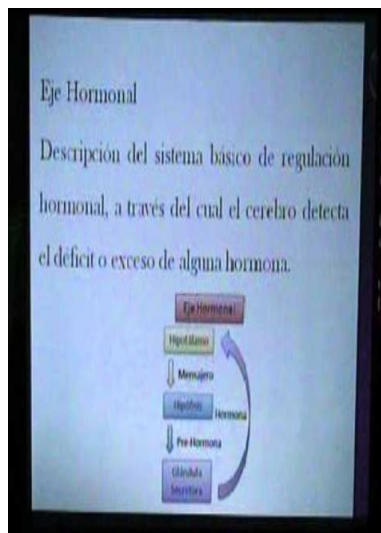 Eje Hormonal
Descripción del sistema básico de regulación
hormonal, a través del cual el cerebro detecta
el déficit o exceso de alguna hormona.
Eje Hormonal
Hipotálamo
Mensajero
Hipófisis
Hormona
Pre-Hormona
Glándula
Secretora